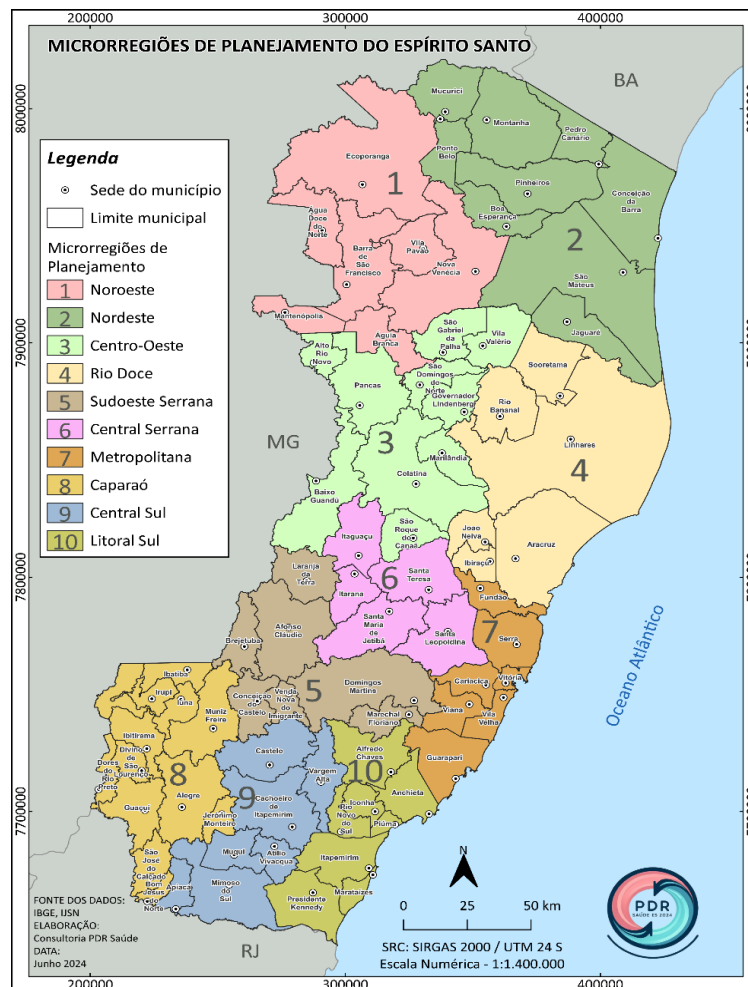 200000
300000
400000
MICRORREGIÕES DE PLANEJAMENTO DO ESPÍRITO SANTO
BA
8000000
Mucurici
Montanha
Pedro
Canário
Ponto
Belo
Ecoporanga
1
Pinheiros
Conceição
da
Barra
Boa
Esperança
Água
Doce
do
Norte
Vila
Pavão
Barra
de
São
Francisco
Nova
Venécia
2
São
Mateus
Legenda
Sede do município
Limite municipal
Microrregiões de
Planejamento
1 Noroeste
2 Nordeste
3 Centro-Oeste
4 Rio Doce
5 Sudoeste Serrana
6 Central Serrana
7 Metropolitana
8 Caparaó
9 Central Sul
10 Litoral Sul
7900000
Mantenópolis
Águia
Branca
São
Gabriel
da
Palha
Vila
Valério
Jaguaré
Alto
Rio
Novo
Sooretama
São
Domingos
do
Norte
Pancas
Governador
Lindenberg
Rio
Bananal
MG
3
Linhares
4
Marilândia
Colatina
Baixo
Guandú
São
Roque
do
Canaã
João
Neiva
Aracruz
Itaguaçu
Ibiraçu
7800000
Laranja
da
Terra
6
Santa
Teresa
Itarana
Fundão
Santa
Maria
de
Jetibá
Santa
Leopoldina
7
Serra
Afonso
Cláudio
Brejetuba
Oceano Atlântico
Ibatiba
Irupi
Iúna
Muniz
Freire
Conceição
do
Castelo
Venda
Nova
do
Imigrante
5
Domingos
Martins
Marechal
Floriano
Cariacica
Vitória
Viana
Vila
Velha
Ibitirama
Divino
de
São
Lourenço
Dores
do
Rio
Preto
8
Castelo
Vargem
Alta
Alfredo
Chaves
10
Guarapari
Guaçuí
Alegre
Jerônimo
Monteiro
9
Cachoeiro
de
Itapemirim
Anchieta
Iconha
Rio
Novo
do
Sul
Piúma
7700000
São
José
do
Calçado
Bom
Jesus
do
Norte
Apiacá
Muqui
Atílio
Vivacqua
Mimoso
do
Sul
Itapemirim
Marataízes
Presidente
Kennedy
FONTE DOS DADOS:
IBGE, IJSN
ELABORAÇÃO:
Consultoria PDR Saúde
DATA:
Junho 2024
RJ
N
0 25 50 km
SRC: SIRGAS 2000 / UTM 24 S
Escala Numérica - 1:1.400.000
PDR
SAÚDE ES 2024
200000
300000
400000